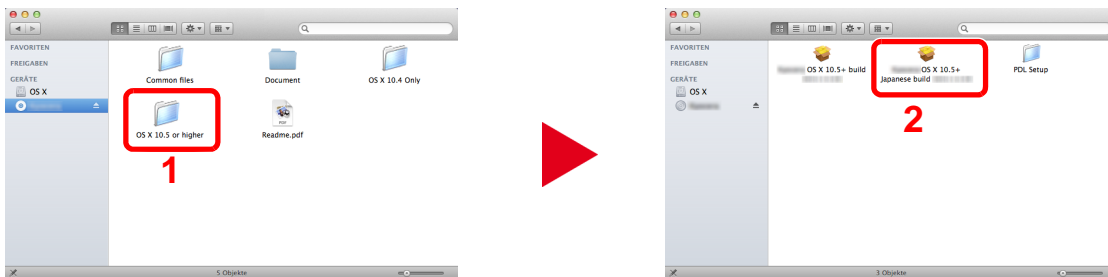 FAVORITEN
FREIGABEN
GERÄTE
OS X
Common files
Document
OS X 10.4 Only
OS X 10.5 or higher
PDF
Readme.pdf
1
5 Objekte
FAVORITEN
FREIGABEN
GERÄTE
OS X
OS X 10.5+ build
OS X 10.5+
Japanese build
PDL Setup
2
3 Objekte